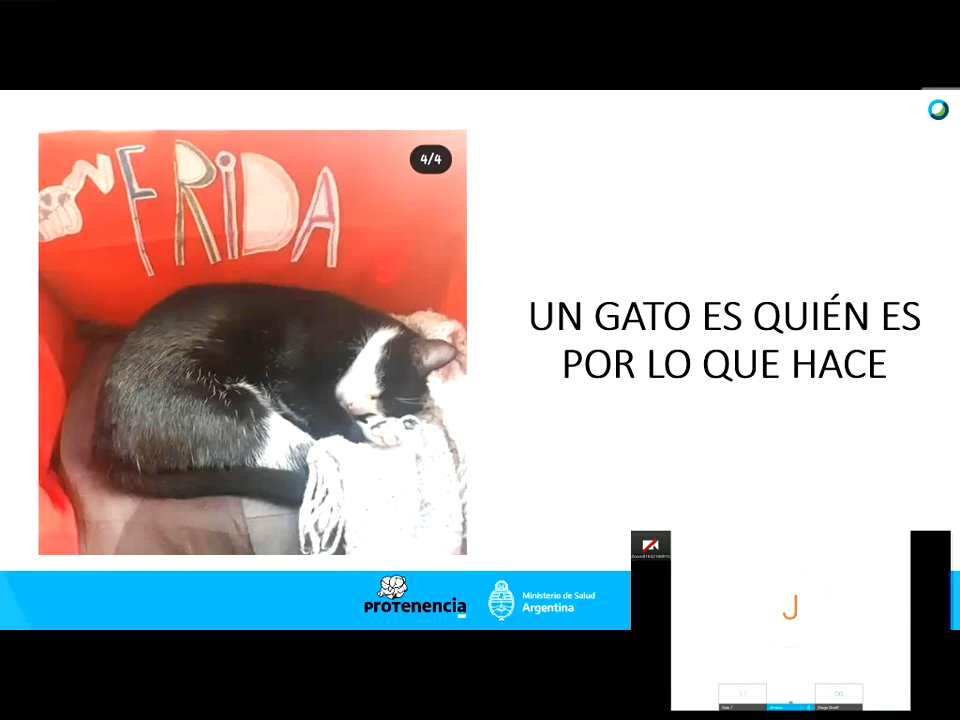 FRIDA
4/4
UN GATO ES QUIÉN ES
POR LO QUE HACE
PROTENENCIA
Ministerio de Salud
Argentina
J